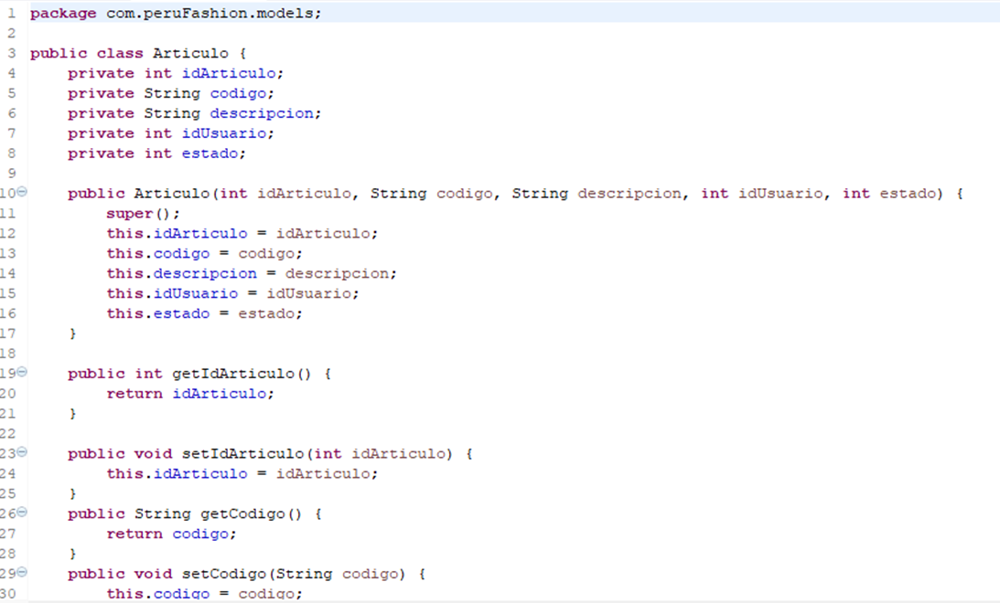 1 package com.peruFashion.models;
2
3 public class Articulo {
4     private int idArticulo;
5     private String codigo;
6     private String descripcion;
7     private int idUsuario;
8     private int estado;
9
10     public Articulo(int idArticulo, String codigo, String descripcion, int idUsuario, int estado) {
11         super();
12         this.idArticulo = idArticulo;
13         this.codigo = codigo;
14         this.descripcion = descripcion;
15         this.idUsuario = idUsuario;
16         this.estado = estado;
17     }
18
19     public int getIdArticulo() {
20         return idArticulo;
21     }
22
23     public void setIdArticulo(int idArticulo) {
24         this.idArticulo = idArticulo;
25     }
26     public String getCodigo() {
27         return codigo;
28     }
29     public void setCodigo(String codigo) {
30         this.codigo = codigo;